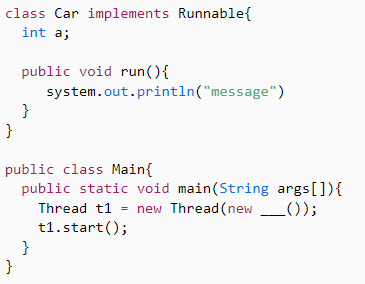 class Car implements Runnable{
  int a;

  public void run(){
     system.out.println("message")
  }
}

public class Main{
  public static void main(String args[]){
    Thread t1 = new Thread(new ___());
    t1.start();
  }
}